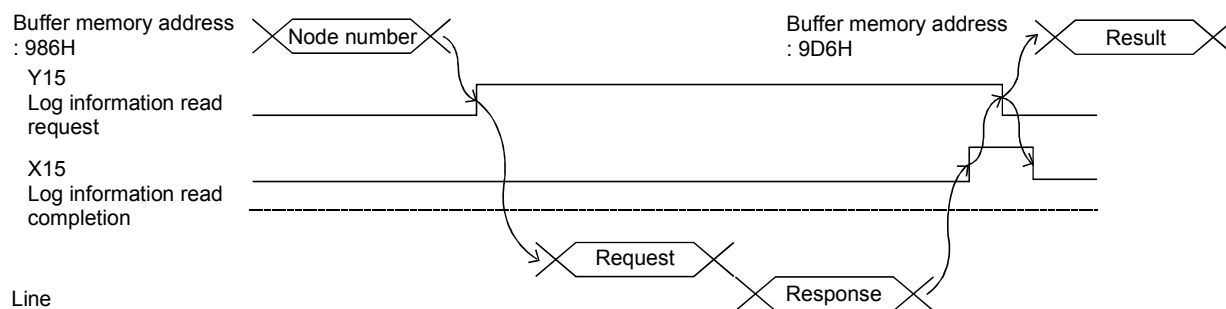 Buffer memory address
: 986H
Node number
Buffer memory address
: 9D6H
Result
Y15
Log information read
request
X15
Log information read
completion
Request
Line
Response